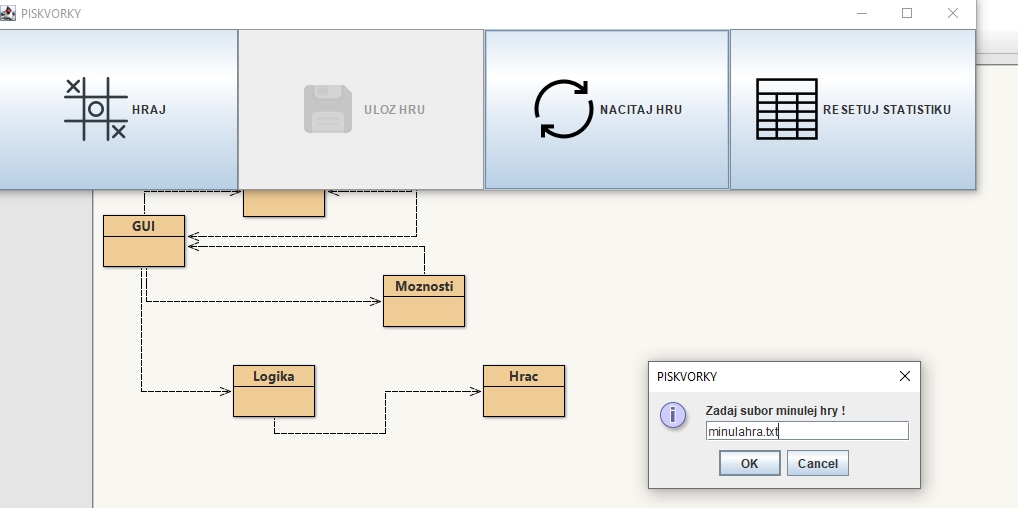 PISKVORKY
HRAJ
ULOZ HRU
NACITAJ HRU
RESETUJ STATISTIKU
GUI
Moznosti
Logika
Hrac
PISKVORKY
Zadaj subor minulej hry !
minulahra.txt
OK
Cancel